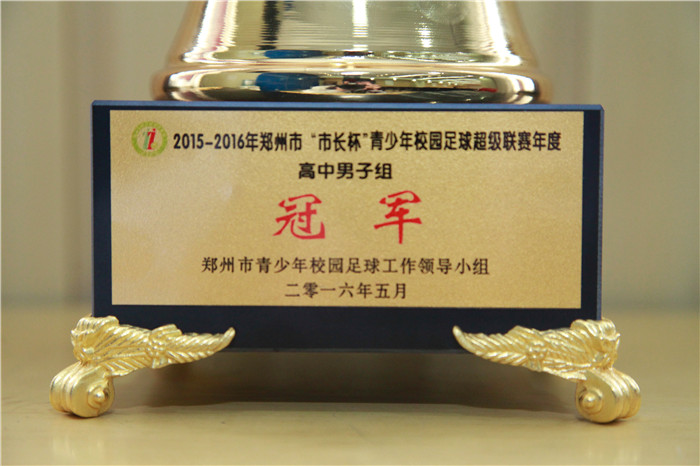 2015-2016年郑州市“市长杯”青少年校园足球超级联赛年度
高中男子组
冠军
郑州市青少年校园足球工作领导小组
二零一六年五月